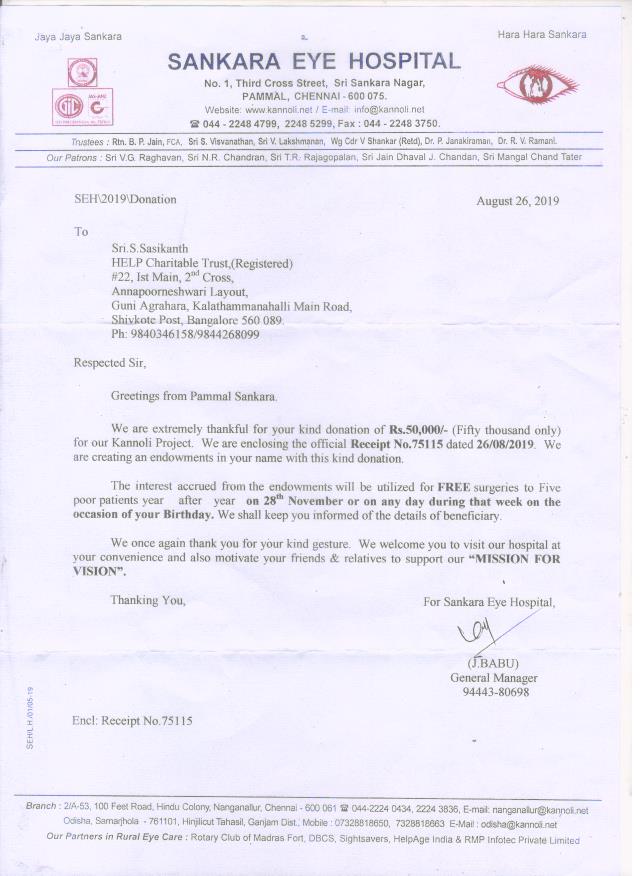 Jaya Jaya Sankara
Hara Hara Sankara
SANKARA EYE HOSPITAL
No. 1, Third Cross Street, Sri Sankara Nagar,
PAMMAL, CHENNAI - 600 075.
Website: www.kannoli.net / E-mail: info@kannoli.net
☎ 044 - 2248 4799, 2248 5299, Fax : 044 - 2248 3750.
Trustees : Rtn. B. P. Jain, FCA, Sri S. Visvanathan, Sri V. Lakshmanan, Wg Cdr V Shankar (Retd), Dr. P. Janakiraman, Dr. R. V. Ramani.
Our Patrons : Sri V.G. Raghavan, Sri N.R. Chandran, Sri T.R. Rajagopalan, Sri Jain Dhaval J. Chandan, Sri Mangal Chand Tater
SEH\2019\Donation
August 26, 2019
To
Sri.S.Sasikanth
HELP Charitable Trust,(Registered)
#22, Ist Main, 2nd Cross,
Annapoorneshwari Layout,
Guni Agrahara, Kalathammanahalli Main Road,
Shivkote Post, Bangalore 560 089.
Ph: 9840346158/9844268099
Respected Sir,
Greetings from Pammal Sankara.
We are extremely thankful for your kind donation of Rs.50,000/- (Fifty thousand only)
for our Kannoli Project. We are enclosing the official Receipt No.75115 dated 26/08/2019. We
are creating an endowments in your name with this kind donation.
The interest accrued from the endowments will be utilized for FREE surgeries to Five
poor patients year after year on 28th November or on any day during that week on the
occasion of your Birthday. We shall keep you informed of the details of beneficiary.
We once again thank you for your kind gesture. We welcome you to visit our hospital at
your convenience and also motivate your friends & relatives to support our “MISSION FOR
VISION”.
Thanking You,
For Sankara Eye Hospital,
(J.BABU)
General Manager
94443-80698
Encl: Receipt No.75115
SEH/L.H./01/05-19
Branch : 2/A-53, 100 Feet Road, Hindu Colony, Nanganallur, Chennai - 600 061 ☎ 044-2224 0434, 2224 3836, E-mail: nanganallur@kannoli.net
Odisha, Samarjhola - 761101, Hinjilicut Tahasil, Ganjam Dist., Mobile : 07328818650, 7328818663 E-Mail : odisha@kannoli.net
Our Partners in Rural Eye Care : Rotary Club of Madras Fort, DBCS, Sightsavers, HelpAge India & RMP Infotec Private Limited